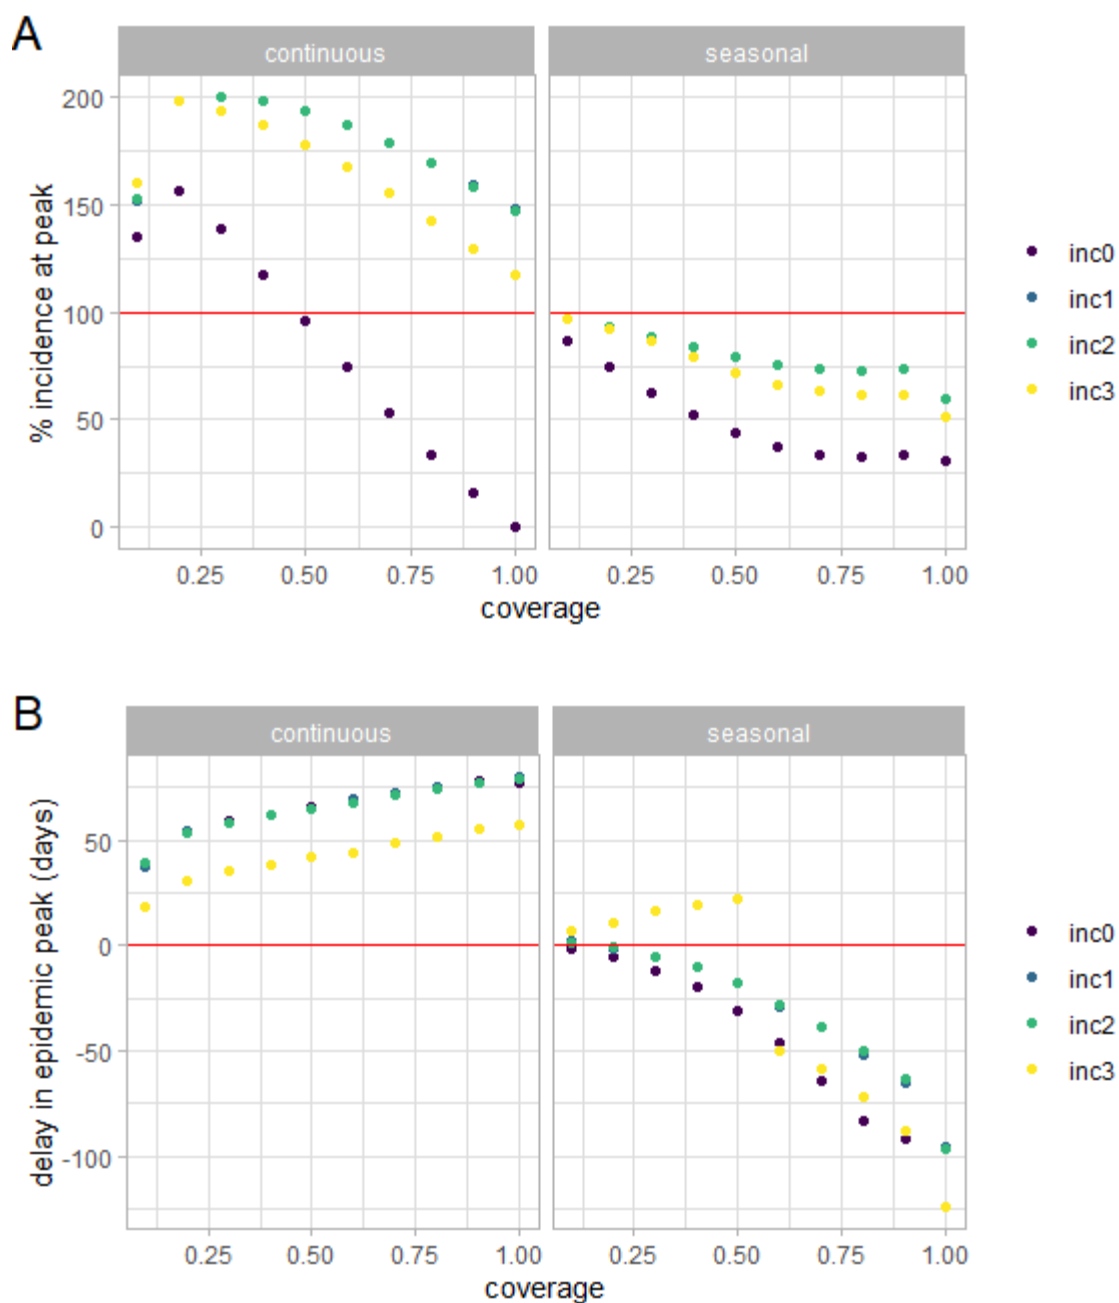 A
continuous
seasonal
% incidence at peak
200
150
100
50
0
0.25 0.50 0.75 1.00
0.25 0.50 0.75 1.00
coverage
inc0
inc1
inc2
inc3
B
continuous
seasonal
delay in epidemic peak (days)
50
0
-50
-100
0.25 0.50 0.75 1.00
0.25 0.50 0.75 1.00
coverage
inc0
inc1
inc2
inc3